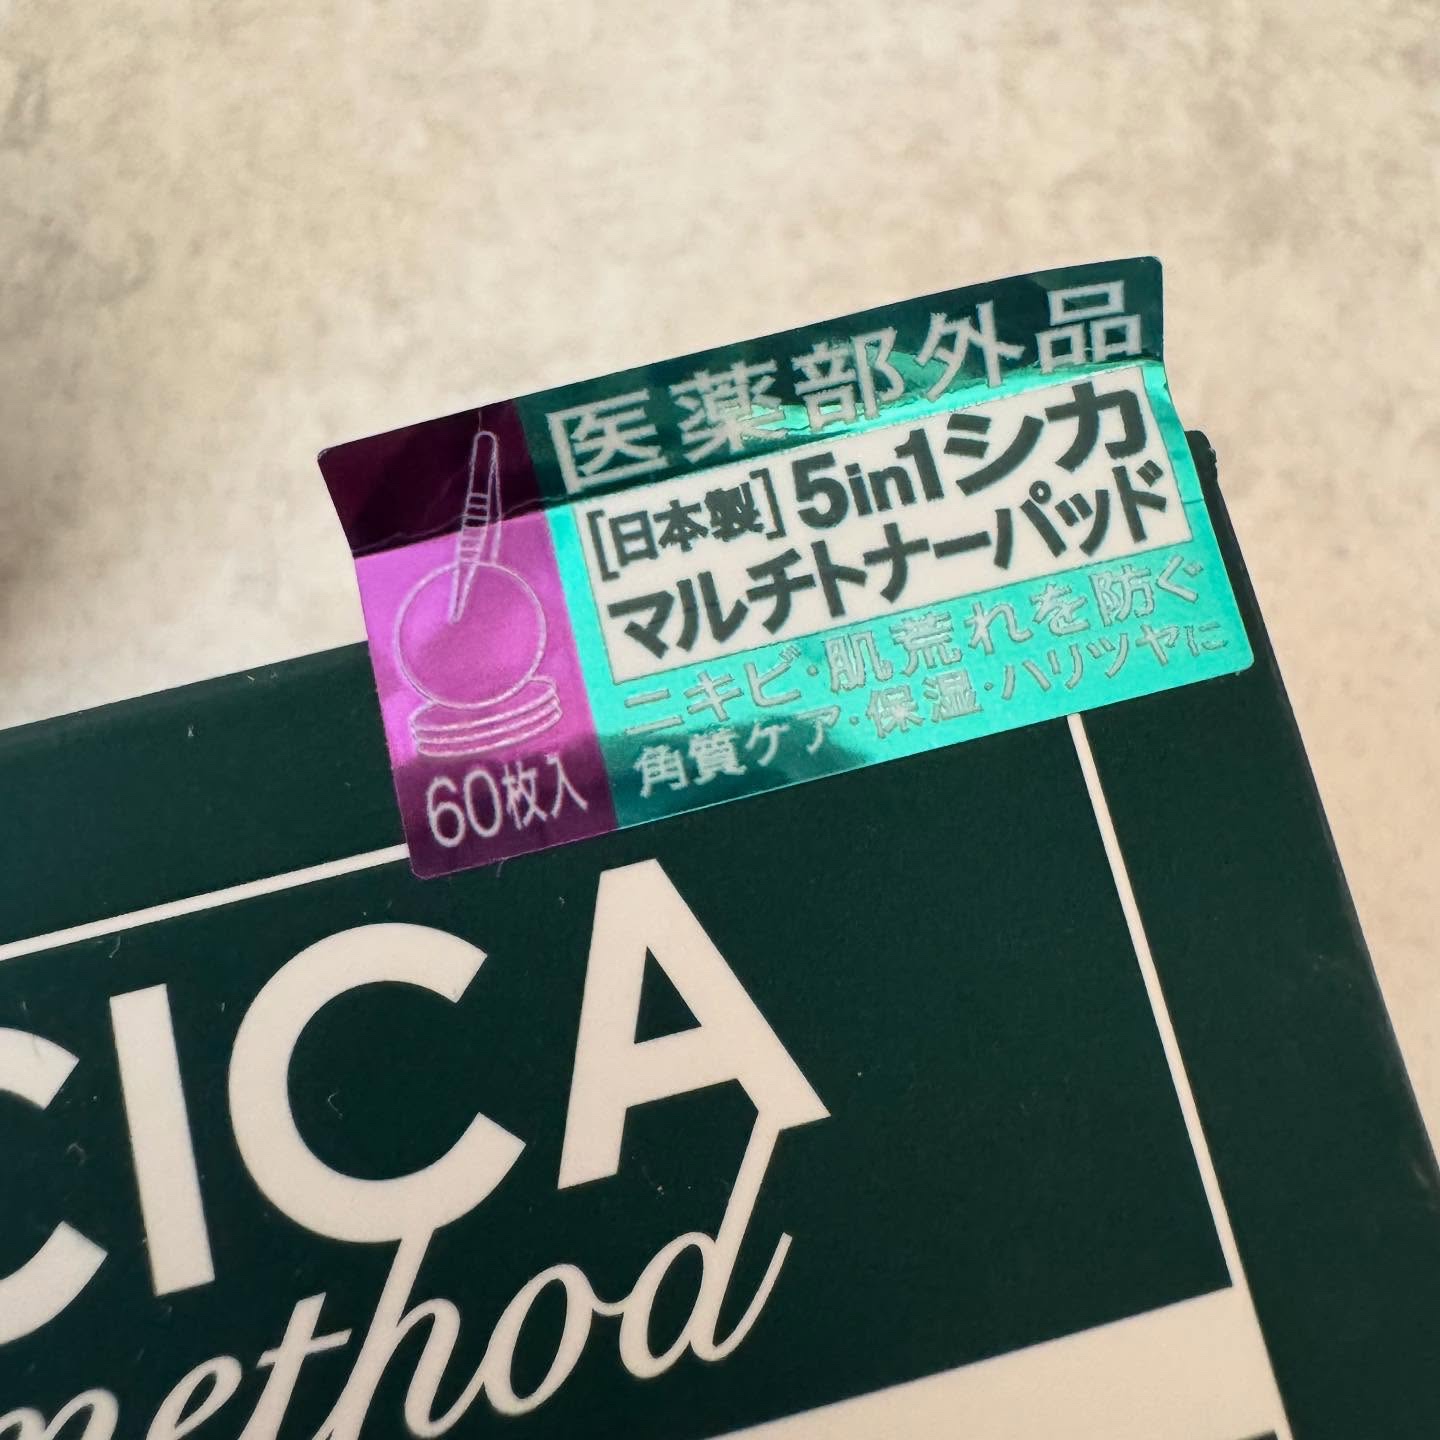 医薬部外品
[日本製] 5in1シカ
マルチトナーパッド
ニキビ・肌荒れを防ぐ
角質ケア・保湿・ハリツヤに
60枚入
CICA
method